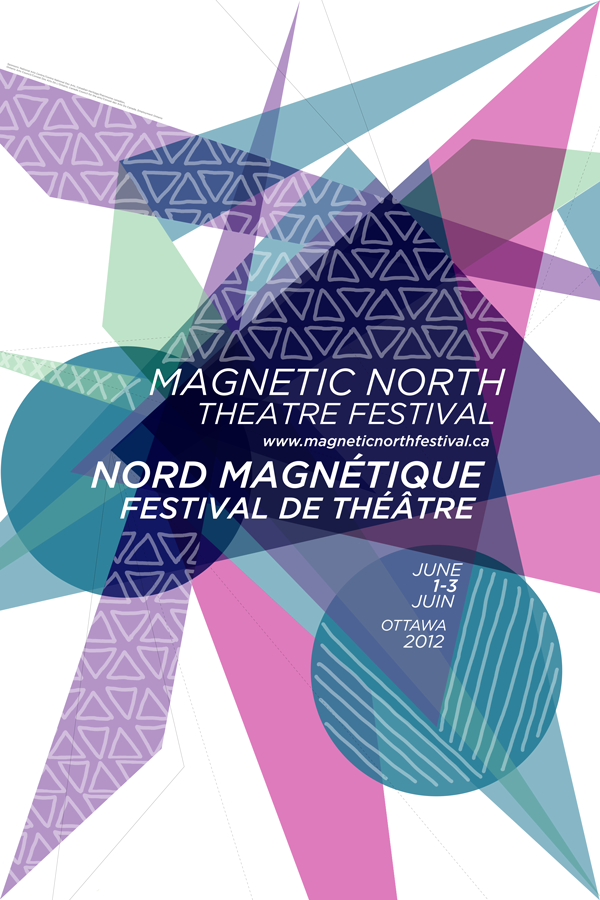 MAGNETIC NORTH
THEATRE FESTIVAL
www.magneticnorthfestival.ca
NORD MAGNÉTIQUE
FESTIVAL DE THÉÂTRE
JUNE
1-3
JUIN
OTTAWA
2012